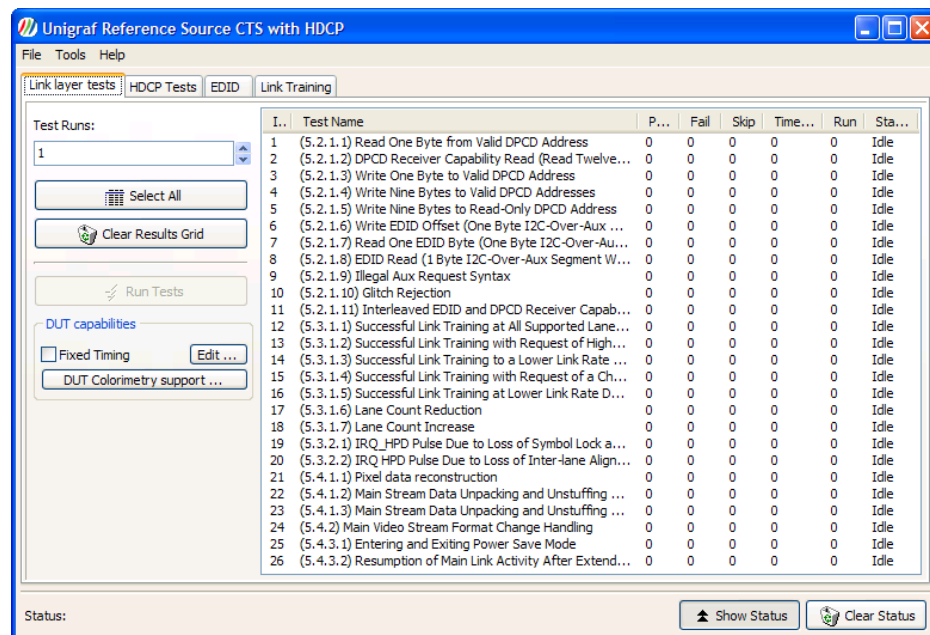 Unigraf Reference Source CTS with HDCP
File Tools Help
Link layer tests HDCP Tests EDID Link Training
Test Runs:
1
Select All
Clear Results Grid
Run Tests
DUT capabilities
Fixed Timing Edit ...
DUT Colorimetry support ...
I.. Test Name P... Fail Skip Time... Run Sta...
1 (5.2.1.1) Read One Byte from Valid DPCD Address 0 0 0 0 0 Idle
2 (5.2.1.2) DPCD Receiver Capability Read (Read Twelve... 0 0 0 0 0 Idle
3 (5.2.1.3) Write One Byte to Valid DPCD Address 0 0 0 0 0 Idle
4 (5.2.1.4) Write Nine Bytes to Valid DPCD Addresses 0 0 0 0 0 Idle
5 (5.2.1.5) Write Nine Bytes to Read-Only DPCD Address 0 0 0 0 0 Idle
6 (5.2.1.6) Write EDID Offset (One Byte I2C-Over-Aux ... 0 0 0 0 0 Idle
7 (5.2.1.7) Read One EDID Byte (One Byte I2C-Over-Au... 0 0 0 0 0 Idle
8 (5.2.1.8) EDID Read (1 Byte I2C-Over-Aux Segment W... 0 0 0 0 0 Idle
9 (5.2.1.9) Illegal Aux Request Syntax 0 0 0 0 0 Idle
10 (5.2.1.10) Glitch Rejection 0 0 0 0 0 Idle
11 (5.2.1.11) Interleaved EDID and DPCD Receiver Capab... 0 0 0 0 0 Idle
12 (5.3.1.1) Successful Link Training at All Supported Lane... 0 0 0 0 0 Idle
13 (5.3.1.2) Successful Link Training with Request of High... 0 0 0 0 0 Idle
14 (5.3.1.3) Successful Link Training to a Lower Link Rate ... 0 0 0 0 0 Idle
15 (5.3.1.4) Successful Link Training with Request of a Ch... 0 0 0 0 0 Idle
16 (5.3.1.5) Successful Link Training at Lower Link Rate D... 0 0 0 0 0 Idle
17 (5.3.1.6) Lane Count Reduction 0 0 0 0 0 Idle
18 (5.3.1.7) Lane Count Increase 0 0 0 0 0 Idle
19 (5.3.2.1) IRQ_HPD Pulse Due to Loss of Symbol Lock a... 0 0 0 0 0 Idle
20 (5.3.2.2) IRQ HPD Pulse Due to Loss of Inter-lane Align... 0 0 0 0 0 Idle
21 (5.4.1.1) Pixel data reconstruction 0 0 0 0 0 Idle
22 (5.4.1.2) Main Stream Data Unpacking and Unstuffing ... 0 0 0 0 0 Idle
23 (5.4.1.3) Main Stream Data Unpacking and Unstuffing ... 0 0 0 0 0 Idle
24 (5.4.2) Main Video Stream Format Change Handling 0 0 0 0 0 Idle
25 (5.4.3.1) Entering and Exiting Power Save Mode 0 0 0 0 0 Idle
26 (5.4.3.2) Resumption of Main Link Activity After Extend... 0 0 0 0 0 Idle
Status: Show Status Clear Status